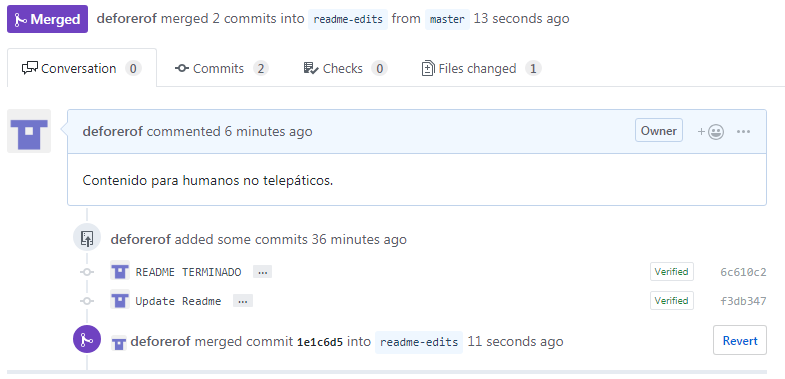 Merged deforerof merged 2 commits into readme-edits from master 13 seconds ago
Conversation 0 Commits 2 Checks 0 Files changed 1
deforerof commented 6 minutes ago Owner + ...
Contenido para humanos no telepáticos.
deforerof added some commits 36 minutes ago
README TERMINADO ... Verified 6c610c2
Update Readme ... Verified f3db347
deforerof merged commit 1e1c6d5 into readme-edits 11 seconds ago Revert